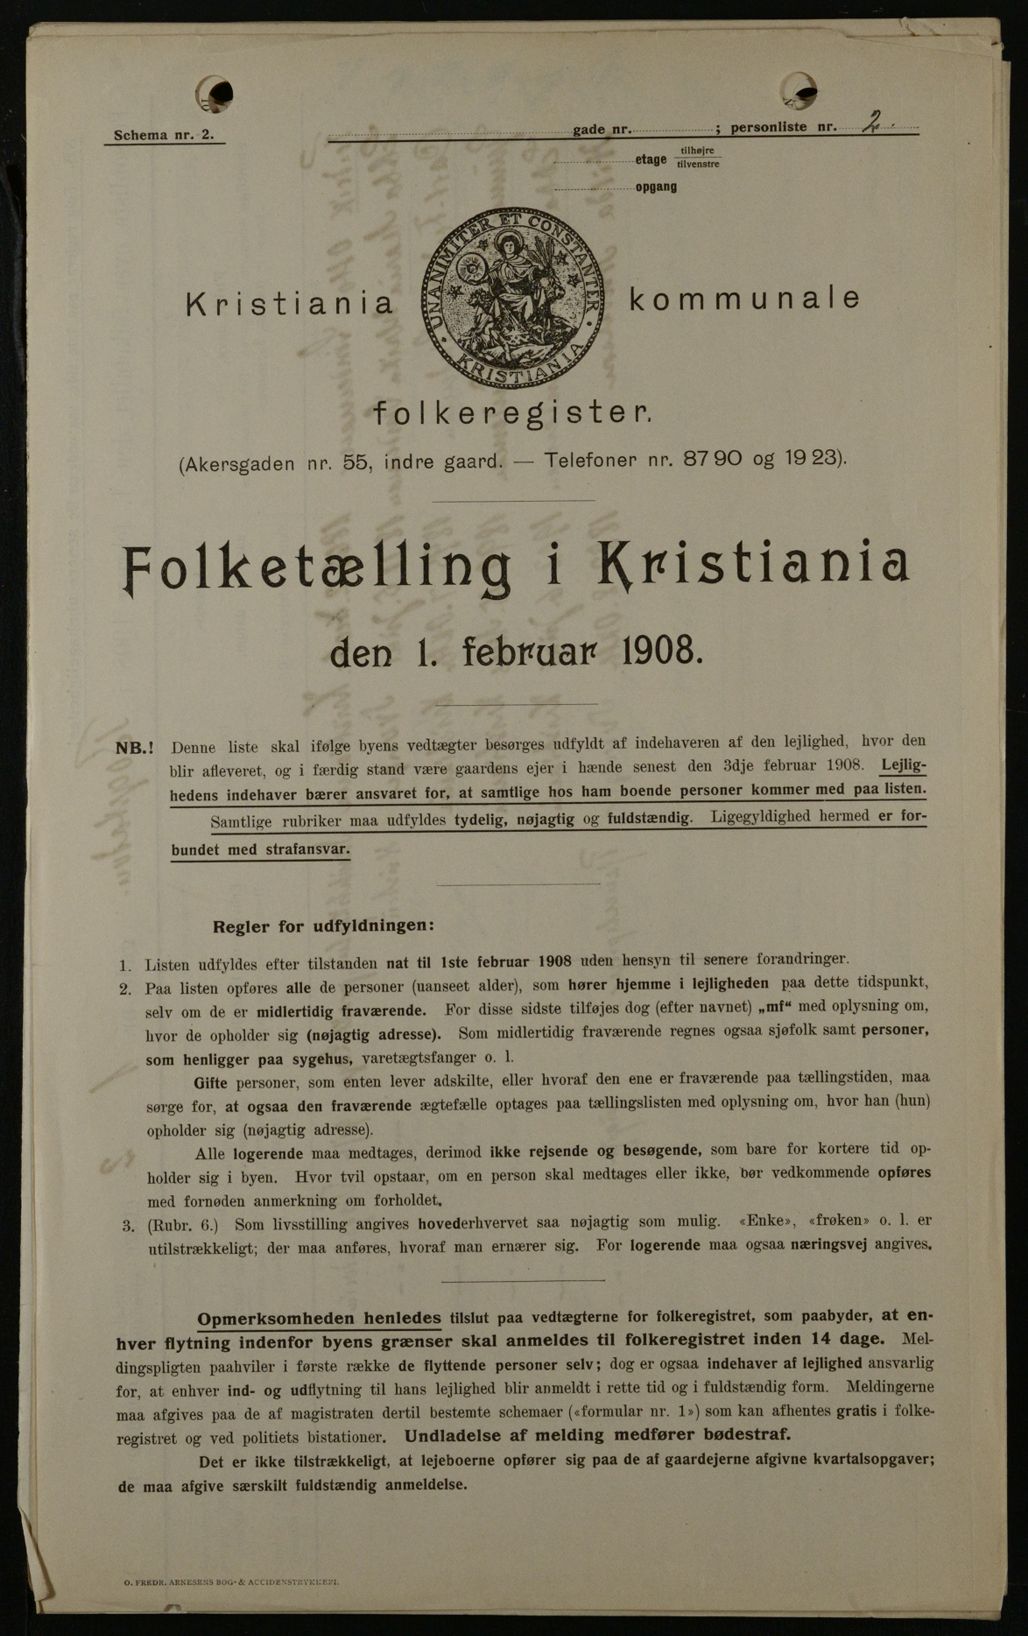 Schema nr. 2.
gade nr. ; personliste nr. 2
etage tilhøjre
tilvenstre
opgang
UNANIMITER ET CONSTANTER
KRISTIANIA
Kristiania kommunale
folkeregister.
(Akersgaden nr. 55, indre gaard. — Telefoner nr. 8790 og 1923).
Folketælling i Kristiania
den 1. februar 1908.
NB.! Denne liste skal ifølge byens vedtægter besørges udfyldt af indehaveren af den lejlighed, hvor den
blir afleveret, og i færdig stand være gaardens ejer i hænde senest den 3dje februar 1908. Lejlig-
hedens indehaver bærer ansvaret for, at samtlige hos ham boende personer kommer med paa listen.
Samtlige rubriker maa udfyldes tydelig, nøjagtig og fuldstændig. Ligegyldighed hermed er for-
bundet med strafansvar.
Regler for udfyldningen:
1. Listen udfyldes efter tilstanden nat til 1ste februar 1908 uden hensyn til senere forandringer.
2. Paa listen opføres alle de personer (uanseet alder), som hører hjemme i lejligheden paa dette tidspunkt,
selv om de er midlertidig fraværende. For disse sidste tilføjes dog (efter navnet) „mf“ med oplysning om,
hvor de opholder sig (nøjagtig adresse). Som midlertidig fraværende regnes ogsaa sjøfolk samt personer,
som henligger paa sygehus, varetægtsfanger o. l.
Gifte personer, som enten lever adskilte, eller hvoraf den ene er fraværende paa tællingstiden, maa
sørge for, at ogsaa den fraværende ægtefælle optages paa tællingslisten med oplysning om, hvor han (hun)
opholder sig (nøjagtig adresse).
Alle logerende maa medtages, derimod ikke rejsende og besøgende, som bare for kortere tid op-
holder sig i byen. Hvor tvil opstaar, om en person skal medtages eller ikke, bør vedkommende opføres
med fornøden anmerkning om forholdet.
3. (Rubr. 6.) Som livsstilling angives hovederhvervet saa nøjagtig som mulig. «Enke», «frøken» o. l. er
utilstrækkeligt; der maa anføres, hvoraf man ernærer sig. For logerende maa ogsaa næringsvej angives.
Opmerksomheden henledes tilslut paa vedtægterne for folkeregistret, som paabyder, at en-
hver flytning indenfor byens grænser skal anmeldes til folkeregistret inden 14 dage. Mel-
dingspligten paahviler i første række de flyttende personer selv; dog er ogsaa indehaver af lejlighed ansvarlig
for, at enhver ind- og udflytning til hans lejlighed blir anmeldt i rette tid og i fuldstændig form. Meldingerne
maa afgives paa de af magistraten dertil bestemte schemaer («formular nr. 1») som kan afhentes gratis i folke-
registret og ved politiets bistationer. Undladelse af melding medfører bødestraf.
Det er ikke tilstrækkeligt, at lejeboerne opfører sig paa de af gaardejerne afgivne kvartalsopgaver;
de maa afgive særskilt fuldstændig anmeldelse.
O. FREDR. ARNESENS BOG- & ACCIDENSTRYKKERI.